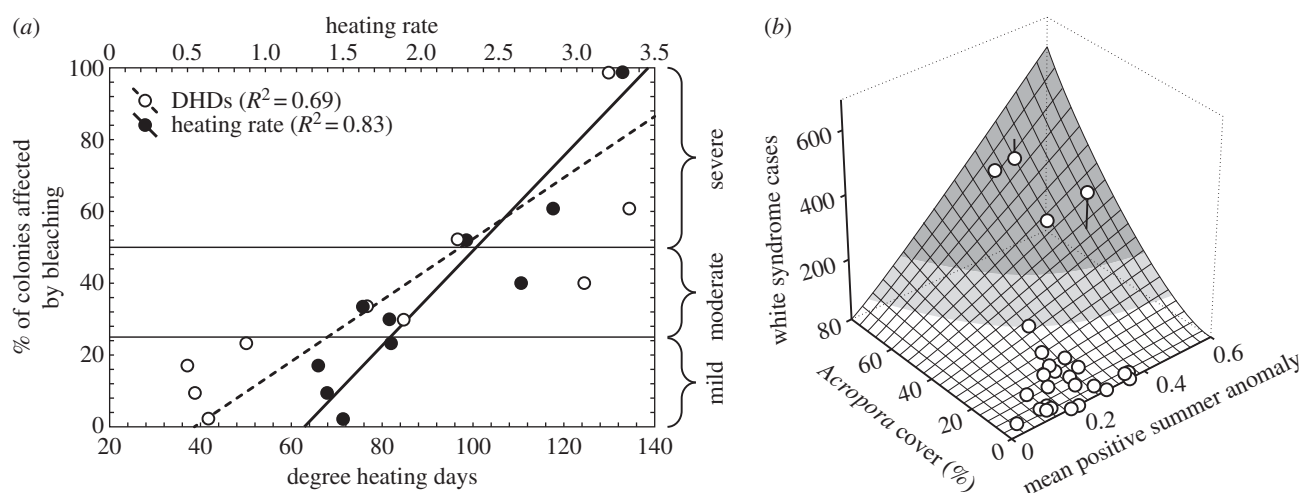 (a)
heating rate
0 0.5 1.0 1.5 2.0 2.5 3.0 3.5
100
80
60
40
20
0
% of colonies affected
by bleaching
DHDs (R² = 0.69)
heating rate (R² = 0.83)
severe
moderate
mild
20 40 60 80 100 120 140
degree heating days
(b)
white syndrome cases
600
400
200
80
60
40
20
0
Acropora cover (%)
0
0.2
0.4
0.6
mean positive summer anomaly